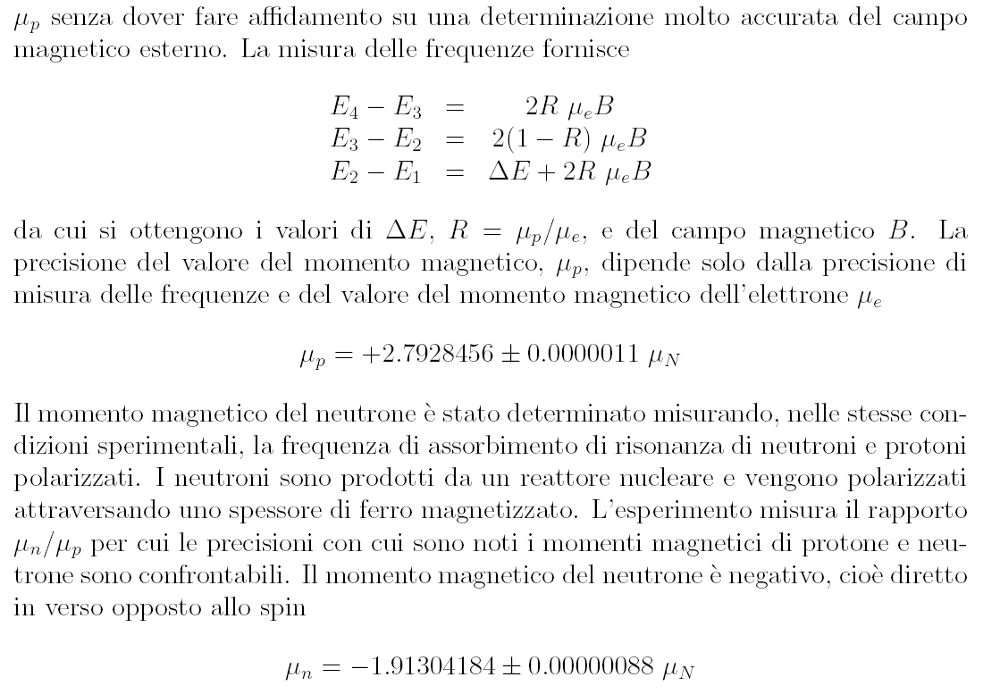 μ_p senza dover fare affidamento su una determinazione molto accurata del campo
magnetico esterno. La misura delle frequenze fornisce
E_4 − E_3 = 2R μ_e B
E_3 − E_2 = 2(1 − R) μ_e B
E_2 − E_1 = ΔE + 2R μ_e B
da cui si ottengono i valori di ΔE, R = μ_p/μ_e, e del campo magnetico B. La
precisione del valore del momento magnetico, μ_p, dipende solo dalla precisione di
misura delle frequenze e del valore del momento magnetico dell'elettrone μ_e
μ_p = +2.7928456 ± 0.0000011 μ_N
Il momento magnetico del neutrone è stato determinato misurando, nelle stesse con-
dizioni sperimentali, la frequenza di assorbimento di risonanza di neutroni e protoni
polarizzati. I neutroni sono prodotti da un reattore nucleare e vengono polarizzati
attraversando uno spessore di ferro magnetizzato. L'esperimento misura il rapporto
μ_n/μ_p per cui le precisioni con cui sono noti i momenti magnetici di protone e neu-
trone sono confrontabili. Il momento magnetico del neutrone è negativo, cioè diretto
in verso opposto allo spin
μ_n = −1.91304184 ± 0.00000088 μ_N